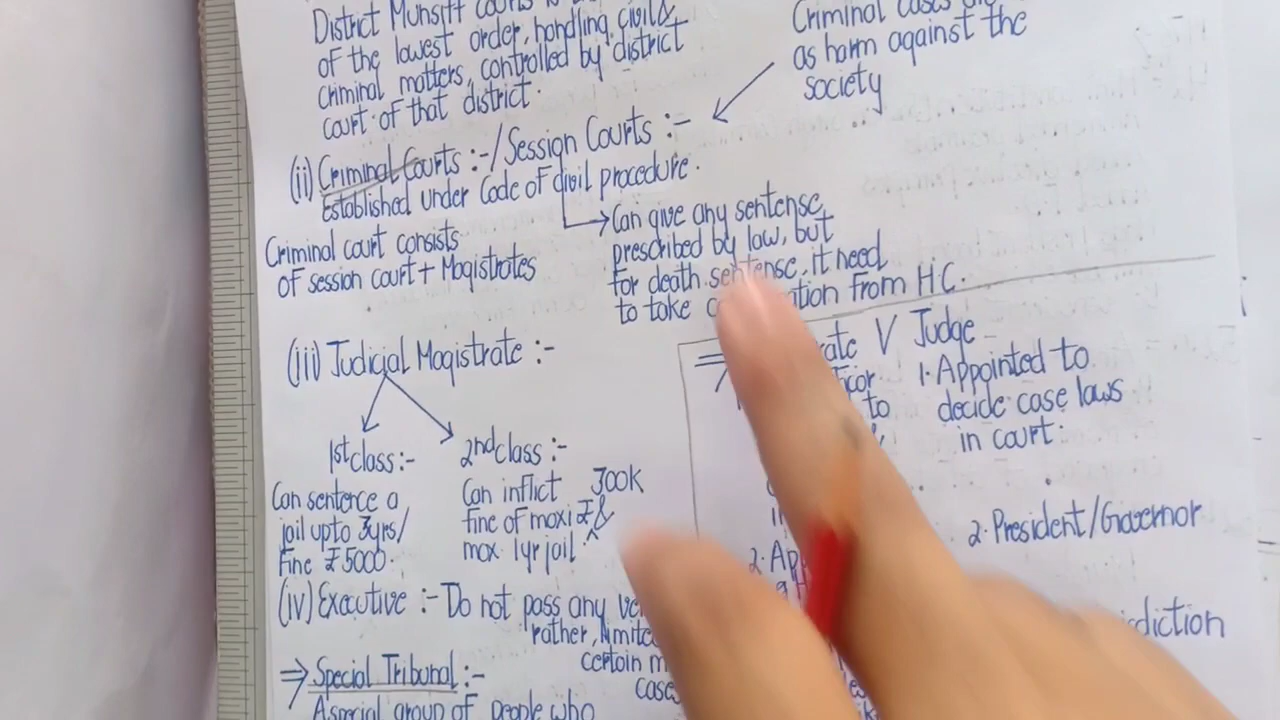 District Munsiff Courts
of the lowest order, handling civil &
criminal matters, controlled by district
court of that district.
Criminal cases
as harm against the
society
(ii) Criminal Courts :-/Session Courts :-
Established under Code of civil procedure.
Criminal court consists
of session court + Magistrates
Can give any sentence
prescribed by law, but
for death sentence, it need
to take from HC.
(iii) Judicial Magistrate :-
1st class :-
Can sentence a
jail upto 3yrs/
Fine ₹5000.
2nd class :-
Can inflict 300K
fine of maxi ₹ &
max. 1yr jail.
V Judge
to
1. Appointed to
decide case laws
in court.
2.
2. President/Governor
(iv) Executive :- Do not pass any
rather,
certain
⇒ Special Tribunal :-
A special group of people who